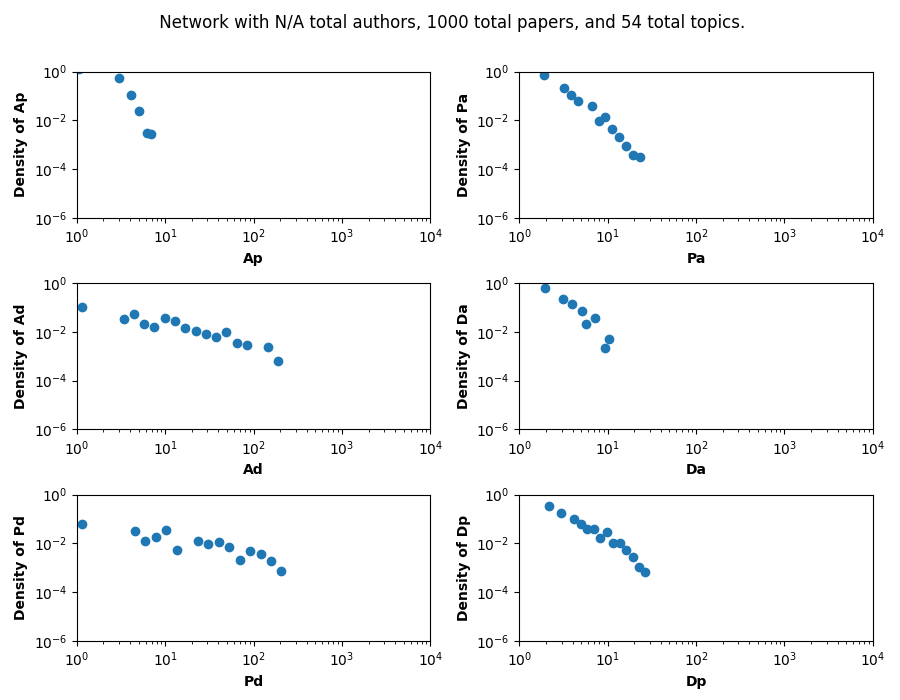 Network with N/A total authors, 1000 total papers, and 54 total topics.
10^0
10^-2
10^-4
10^-6
Density of Ap
10^0 10^1 10^2 10^3 10^4
Ap
10^0
10^-2
10^-4
10^-6
Density of Pa
10^0 10^1 10^2 10^3 10^4
Pa
10^0
10^-2
10^-4
10^-6
Density of Ad
10^0 10^1 10^2 10^3 10^4
Ad
10^0
10^-2
10^-4
10^-6
Density of Da
10^0 10^1 10^2 10^3 10^4
Da
10^0
10^-2
10^-4
10^-6
Density of Pd
10^0 10^1 10^2 10^3 10^4
Pd
10^0
10^-2
10^-4
10^-6
Density of Dp
10^0 10^1 10^2 10^3 10^4
Dp